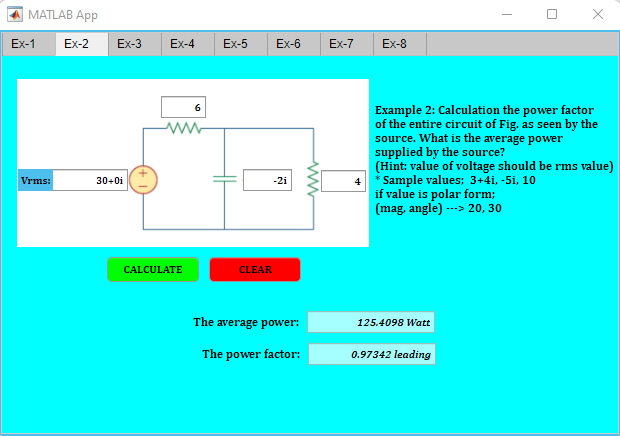 MATLAB App
Ex-1 Ex-2 Ex-3 Ex-4 Ex-5 Ex-6 Ex-7 Ex-8
6
Vrms: 30+0i
+
-2i
4
Example 2: Calculation the power factor
of the entire circuit of Fig. as seen by the
source. What is the average power
supplied by the source?
(Hint: value of voltage should be rms value)
* Sample values; 3+4i, -5i, 10
if value is polar form;
(mag, angle) ---> 20, 30
CALCULATE CLEAR
The average power: 125.4098 Watt
The power factor: 0.97342 leading